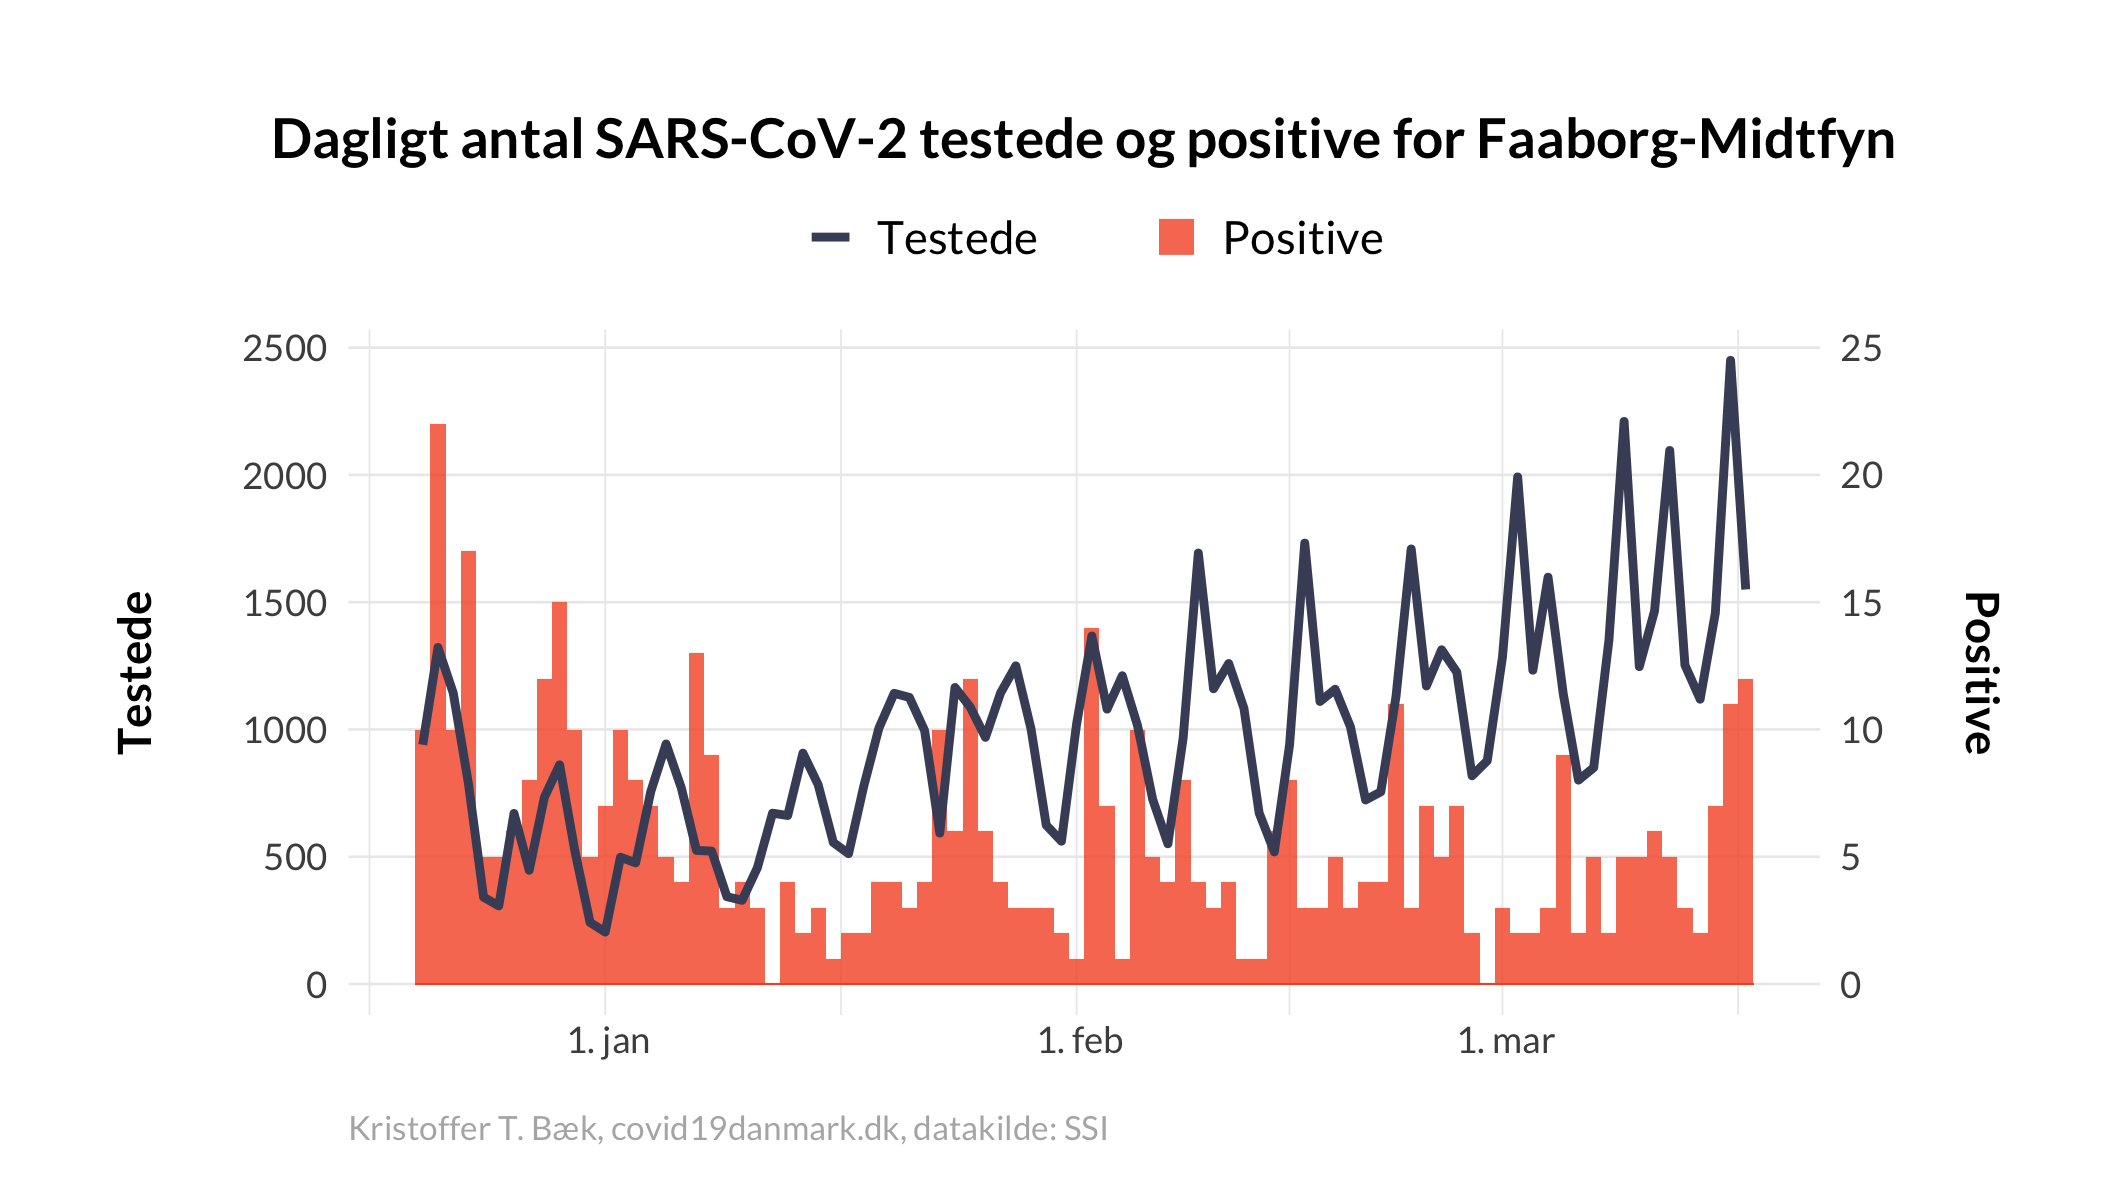 Dagligt antal SARS-CoV-2 testede og positive for Faaborg-Midtfyn
Testede Positive
2500 25
2000 20
1500 15
1000 10
500 5
0 0
Testede
Positive
1. jan 1. feb 1. mar
Kristoffer T. Bæk, covid19danmark.dk, datakilde: SSI